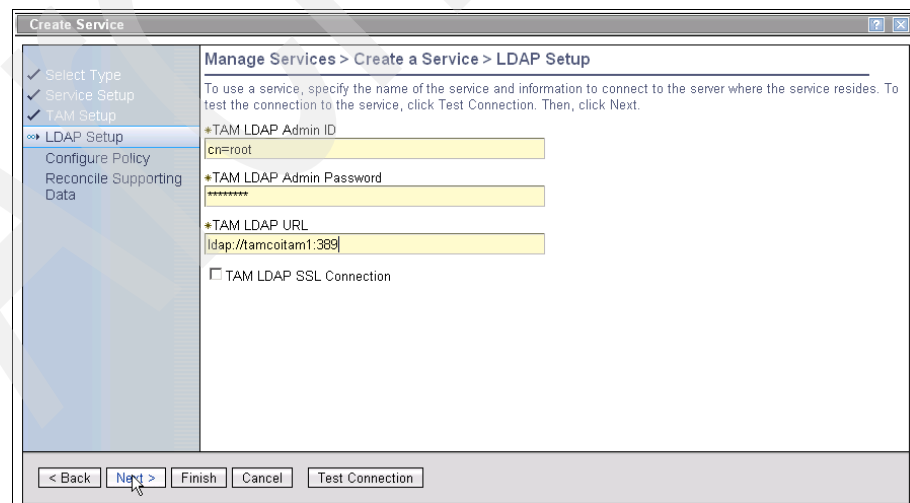 Create Service
? X
✓ Select Type
✓ Service Setup
✓ TAM Setup
LDAP Setup
Configure Policy
Reconcile Supporting
Data
Manage Services > Create a Service > LDAP Setup
To use a service, specify the name of the service and information to connect to the server where the service resides. To
test the connection to the service, click Test Connection. Then, click Next.
*TAM LDAP Admin ID
cn=root
*TAM LDAP Admin Password
********
*TAM LDAP URL
ldap://tamcoitam1:389
TAM LDAP SSL Connection
< Back Next > Finish Cancel Test Connection